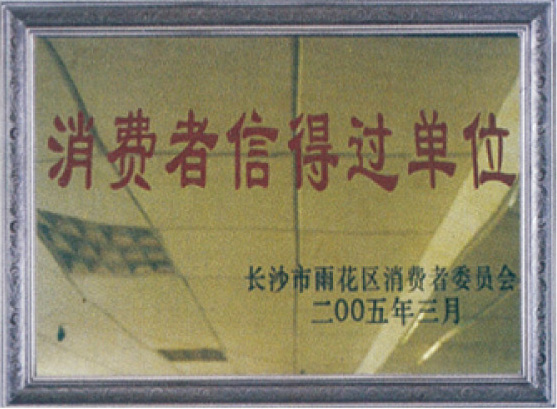 消费者信得过单位
长沙市雨花区消费者委员会
二00五年三月